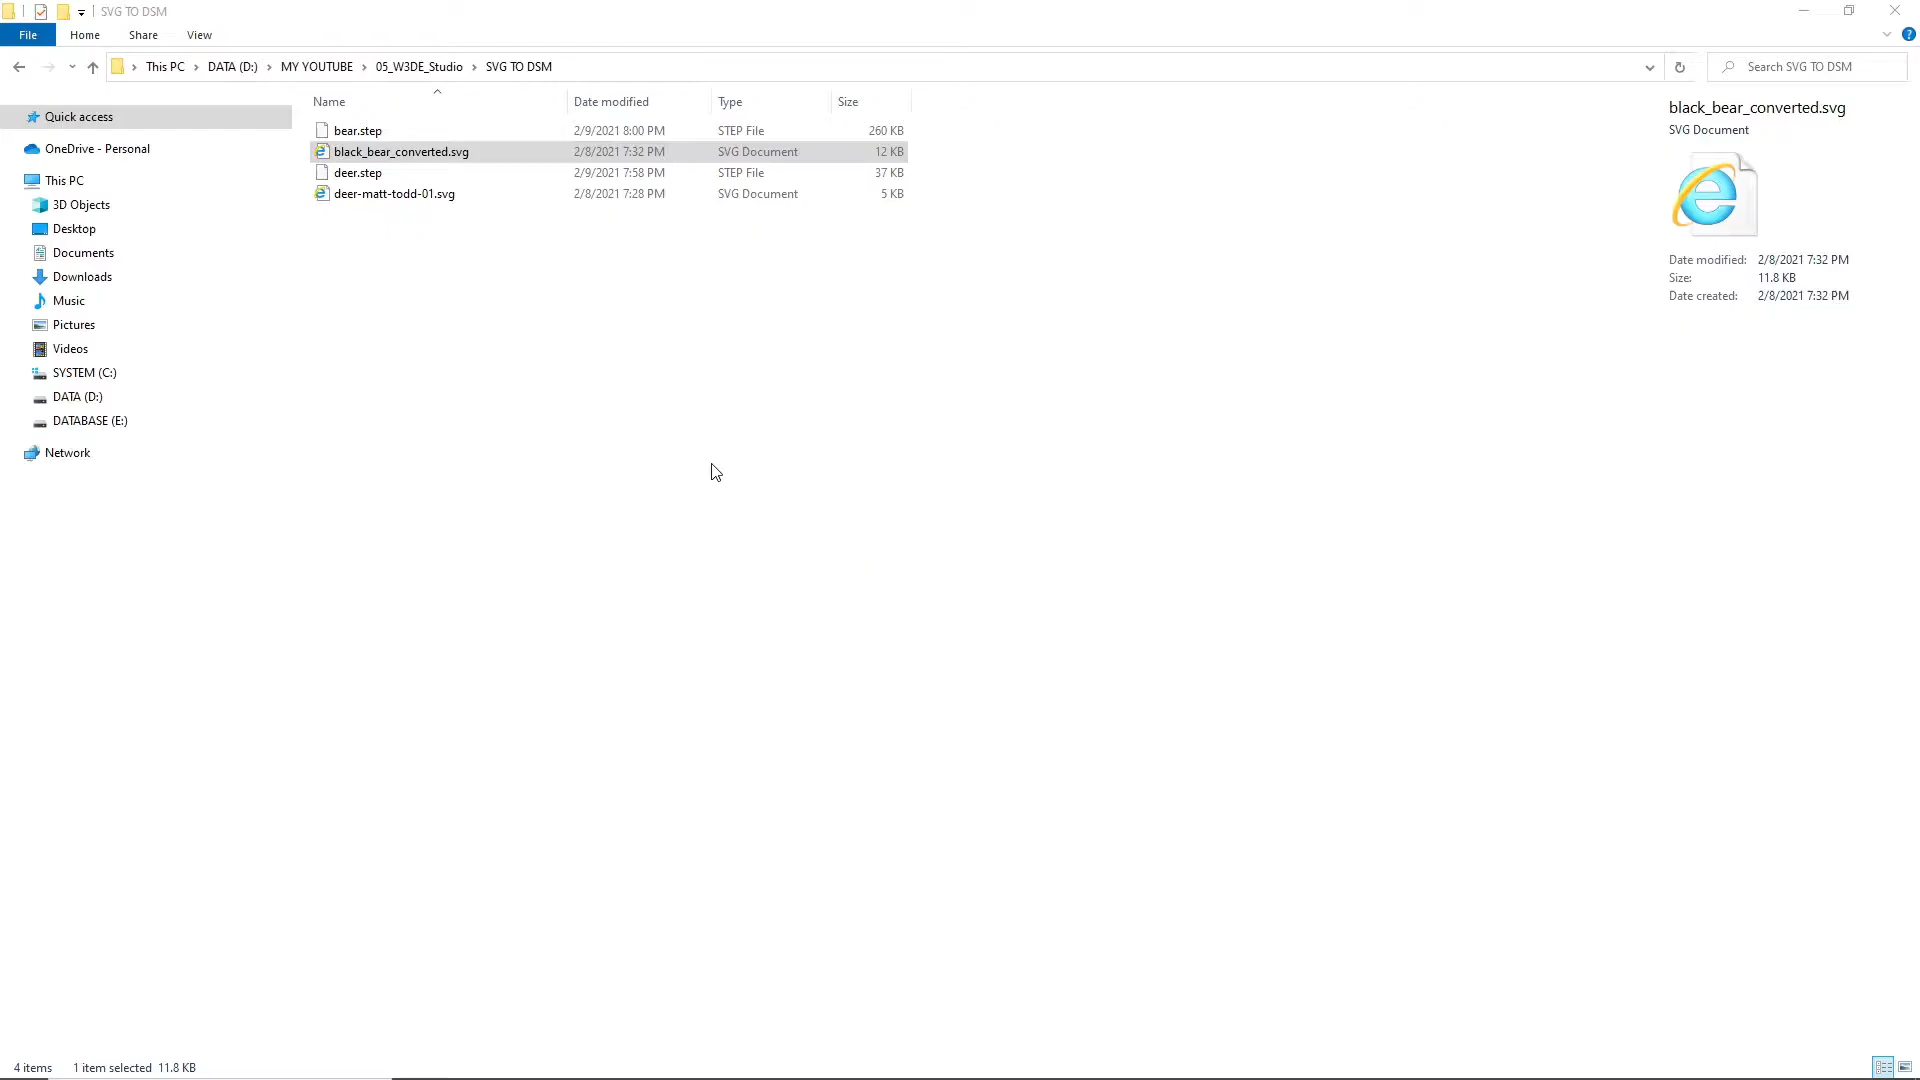 SVG TO DSM
File Home Share View
This PC DATA (D:) MY YOUTUBE 05_W3DE_Studio SVG TO DSM Search SVG TO DSM
Name Date modified Type Size
bear.step 2/9/2021 8:00 PM STEP File 260 KB
black_bear_converted.svg 2/8/2021 7:32 PM SVG Document 12 KB
deer.step 2/9/2021 7:58 PM STEP File 37 KB
deer-matt-todd-01.svg 2/8/2021 7:28 PM SVG Document 5 KB
Quick access
OneDrive - Personal
This PC
3D Objects
Desktop
Documents
Downloads
Music
Pictures
Videos
SYSTEM (C:)
DATA (D:)
DATABASE (E:)
Network
black_bear_converted.svg
SVG Document
Date modified: 2/8/2021 7:32 PM
Size: 11.8 KB
Date created: 2/8/2021 7:32 PM
4 items 1 item selected 11.8 KB